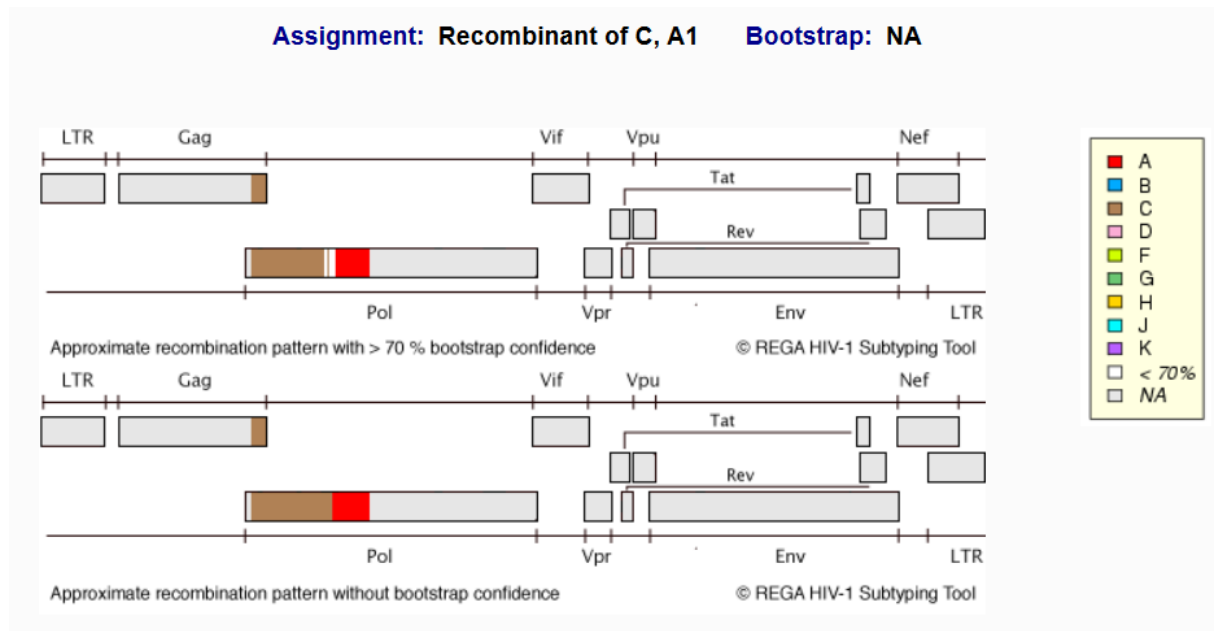 Assignment: Recombinant of C, A1 Bootstrap: NA
LTR Gag Vif Vpu Nef
Tat
Rev
Pol Vpr Env LTR
Approximate recombination pattern with > 70 % bootstrap confidence © REGA HIV-1 Subtyping Tool
LTR Gag Vif Vpu Nef
Tat
Rev
Pol Vpr Env LTR
Approximate recombination pattern without bootstrap confidence © REGA HIV-1 Subtyping Tool
A
B
C
D
F
G
H
J
K
< 70%
NA